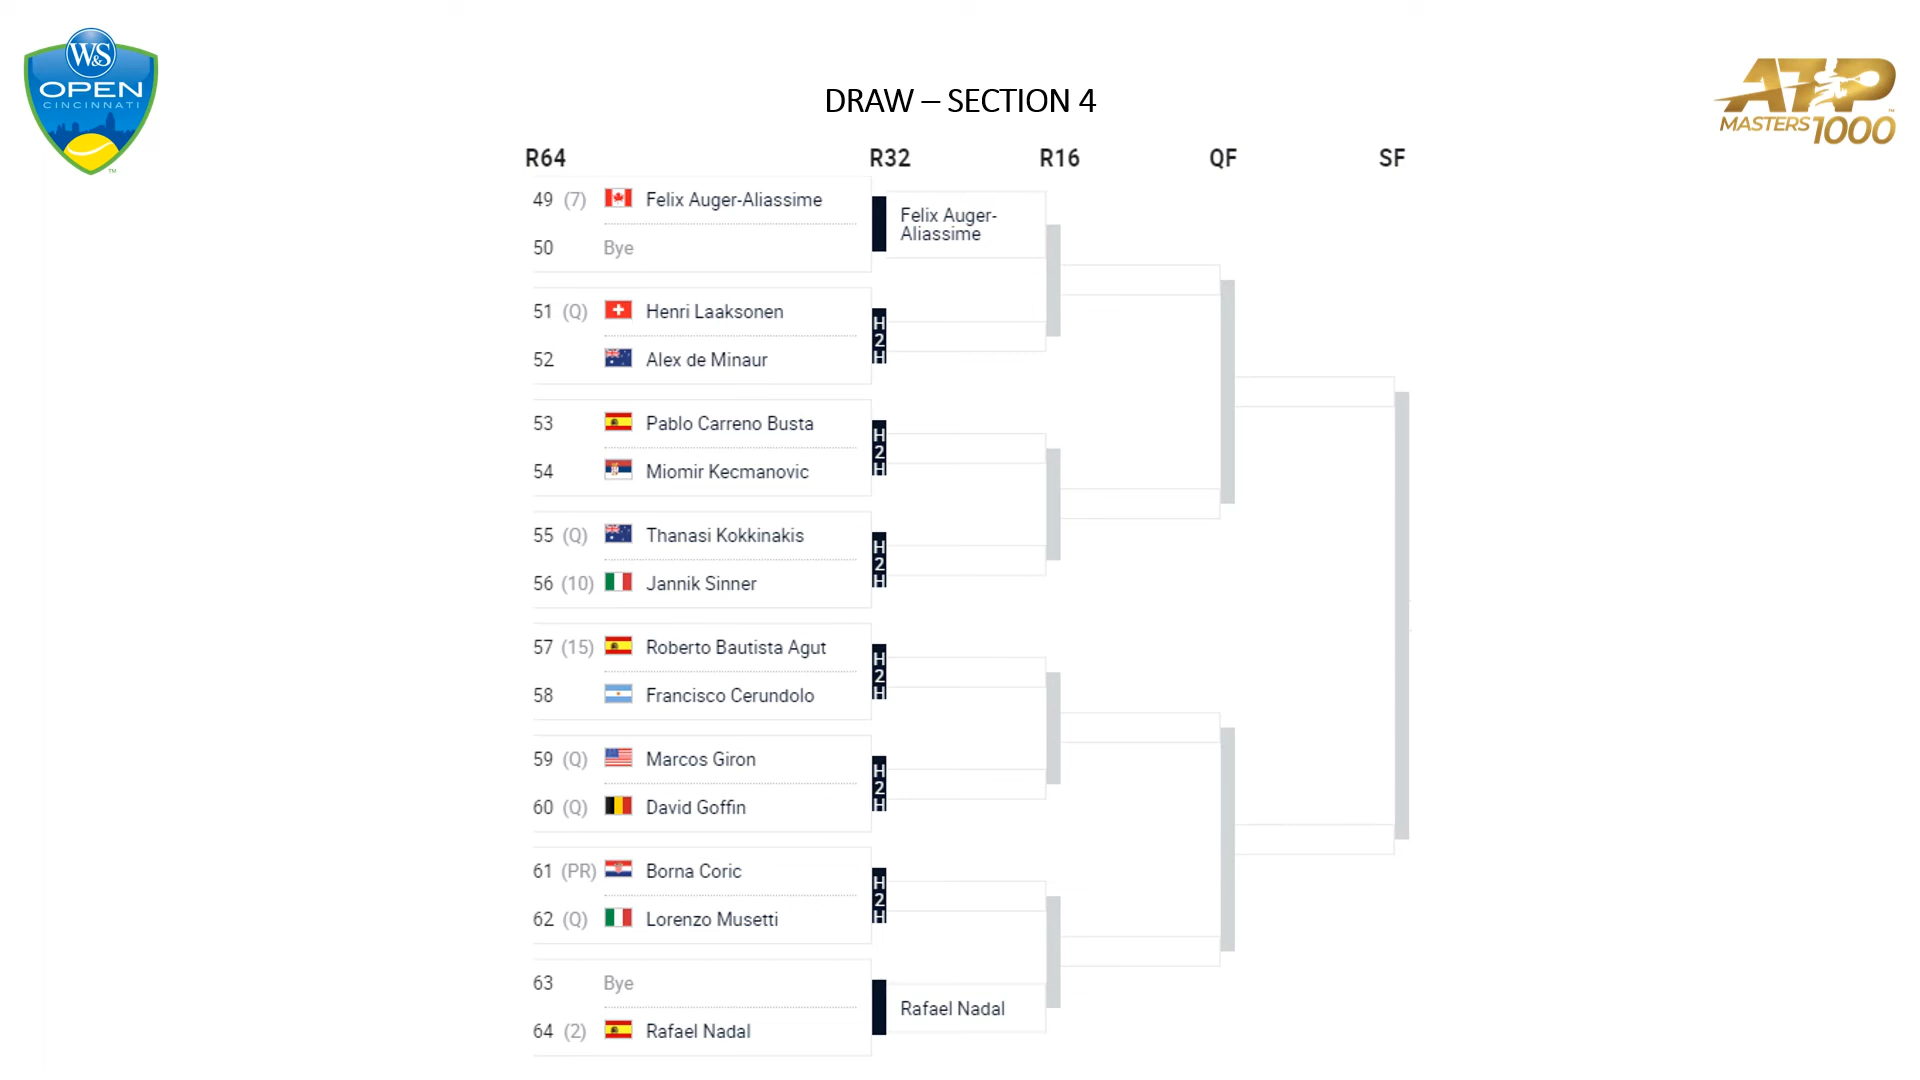 W&S
OPEN
CINCINNATI
TM
ATP
MASTERS 1000
DRAW – SECTION 4
R64 R32 R16 QF SF
49 (7) Felix Auger-Aliassime
50 Bye
Felix Auger-
Aliassime
51 (Q) Henri Laaksonen
52 Alex de Minaur
H2H
53 Pablo Carreno Busta
54 Miomir Kecmanovic
H2H
55 (Q) Thanasi Kokkinakis
56 (10) Jannik Sinner
H2H
57 (15) Roberto Bautista Agut
58 Francisco Cerundolo
H2H
59 (Q) Marcos Giron
60 (Q) David Goffin
H2H
61 (PR) Borna Coric
62 (Q) Lorenzo Musetti
H2H
63 Bye
64 (2) Rafael Nadal
Rafael Nadal